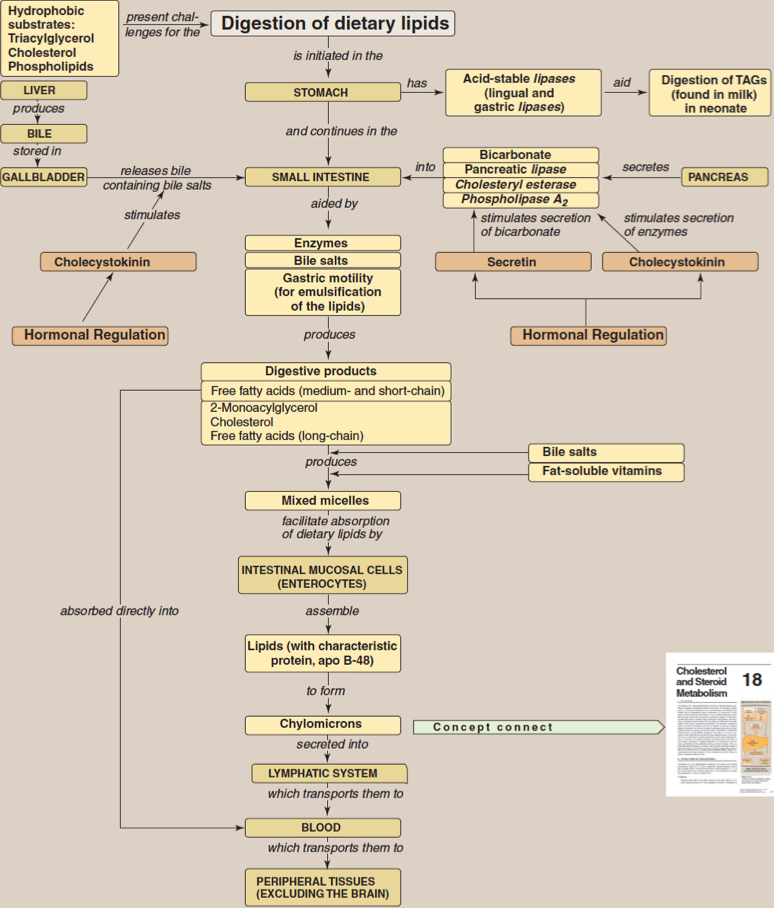 Hydrophobic
substrates:
Triacylglycerol
Cholesterol
Phospholipids
present chal-
lenges for the
Digestion of dietary lipids
is initiated in the
LIVER
produces
BILE
stored in
GALLBLADDER
releases bile
containing bile salts
stimulates
Cholecystokinin
Hormonal Regulation
STOMACH
has
Acid-stable lipases
(lingual and
gastric lipases)
aid
Digestion of TAGs
(found in milk)
in neonate
and continues in the
SMALL INTESTINE
into
Bicarbonate
Pancreatic lipase
Cholesteryl esterase
Phospholipase A2
secretes
PANCREAS
stimulates secretion
of bicarbonate
stimulates secretion
of enzymes
Secretin
Cholecystokinin
Hormonal Regulation
aided by
Enzymes
Bile salts
Gastric motility
(for emulsification
of the lipids)
produces
Digestive products
Free fatty acids (medium- and short-chain)
2-Monoacylglycerol
Cholesterol
Free fatty acids (long-chain)
produces
Bile salts
Fat-soluble vitamins
Mixed micelles
facilitate absorption
of dietary lipids by
INTESTINAL MUCOSAL CELLS
(ENTEROCYTES)
absorbed directly into
assemble
Lipids (with characteristic
protein, apo B-48)
to form
Chylomicrons
Concept connect
Cholesterol
and Steroid
Metabolism
18
secreted into
LYMPHATIC SYSTEM
which transports them to
BLOOD
which transports them to
PERIPHERAL TISSUES
(EXCLUDING THE BRAIN)